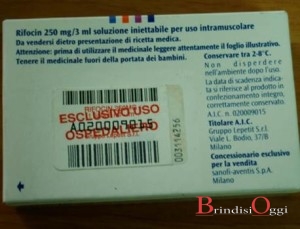 Rifocin 250 mg/3 ml soluzione iniettabile per uso intramuscolare
Da vendersi dietro presentazione di ricetta medica.
Attenzione: prima di utilizzare il medicinale leggere attentamente il foglio illustrativo.
Tenere il medicinale fuori della portata dei bambini.
Conservare tra 2-8°C.
Non disperdere
nell'ambiente dopo l'uso.
La data di scadenza indicata
si riferisce al prodotto in
confezionamento integro,
correttamente conservato.
A.I.C. n. 020009015
Titolare A.I.C.
Gruppo Lepetit S.r.l.
Viale L. Bodio, 37/B
Milano
Concessionario esclusivo
per la vendita
sanofi-aventis S.p.A.
Milano
ESCLUSIVO USO
A020009015
OSPEDALIERO
BrindisiOggi